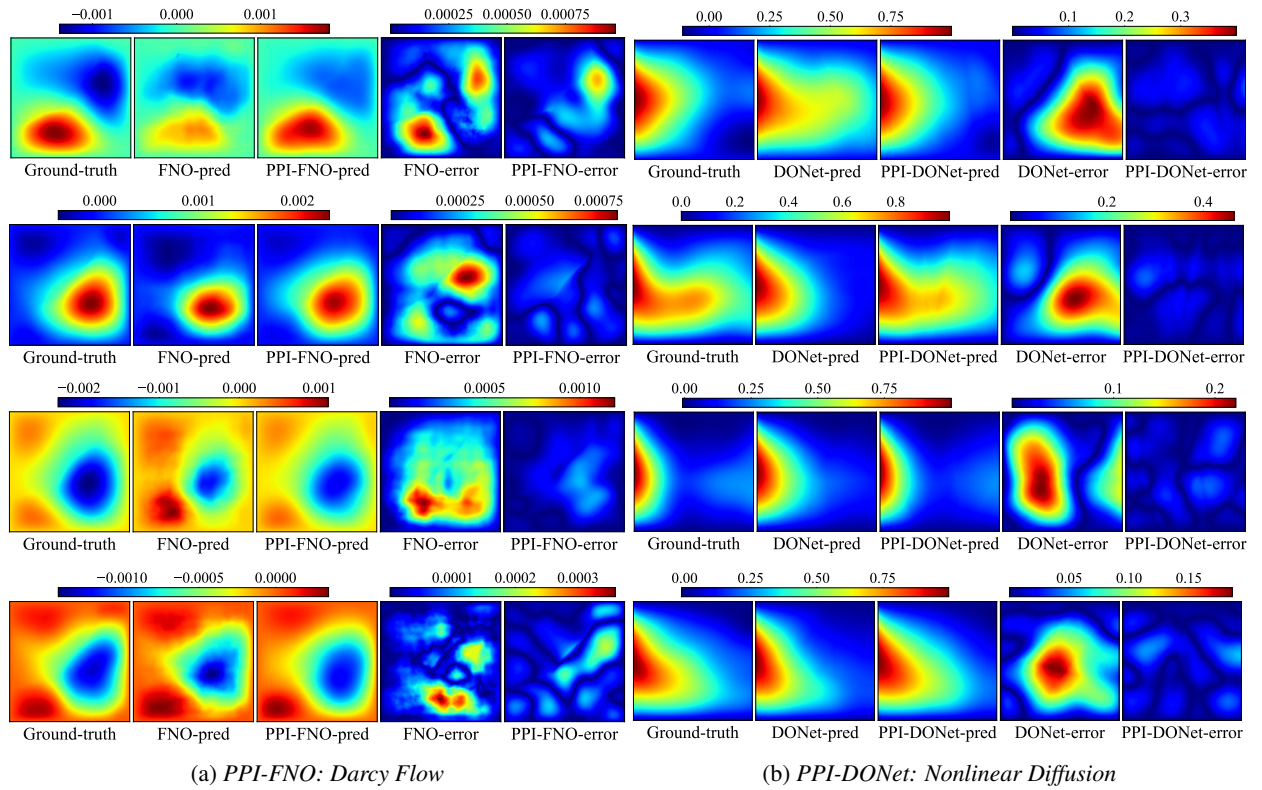 −0.001 0.000 0.001 0.00025 0.00050 0.00075 0.00 0.25 0.50 0.75 0.1 0.2 0.3
Ground-truth FNO-pred PPI-FNO-pred FNO-error PPI-FNO-error Ground-truth DONet-pred PPI-DONet-pred DONet-error PPI-DONet-error
0.000 0.001 0.002 0.00025 0.00050 0.00075 0.0 0.2 0.4 0.6 0.8 0.2 0.4
Ground-truth FNO-pred PPI-FNO-pred FNO-error PPI-FNO-error Ground-truth DONet-pred PPI-DONet-pred DONet-error PPI-DONet-error
−0.002 −0.001 0.000 0.001 0.0005 0.0010 0.00 0.25 0.50 0.75 0.1 0.2
Ground-truth FNO-pred PPI-FNO-pred FNO-error PPI-FNO-error Ground-truth DONet-pred PPI-DONet-pred DONet-error PPI-DONet-error
−0.0010 −0.0005 0.0000 0.0001 0.0002 0.0003 0.00 0.25 0.50 0.75 0.05 0.10 0.15
Ground-truth FNO-pred PPI-FNO-pred FNO-error PPI-FNO-error Ground-truth DONet-pred PPI-DONet-pred DONet-error PPI-DONet-error
(a) PPI-FNO: Darcy Flow (b) PPI-DONet: Nonlinear Diffusion